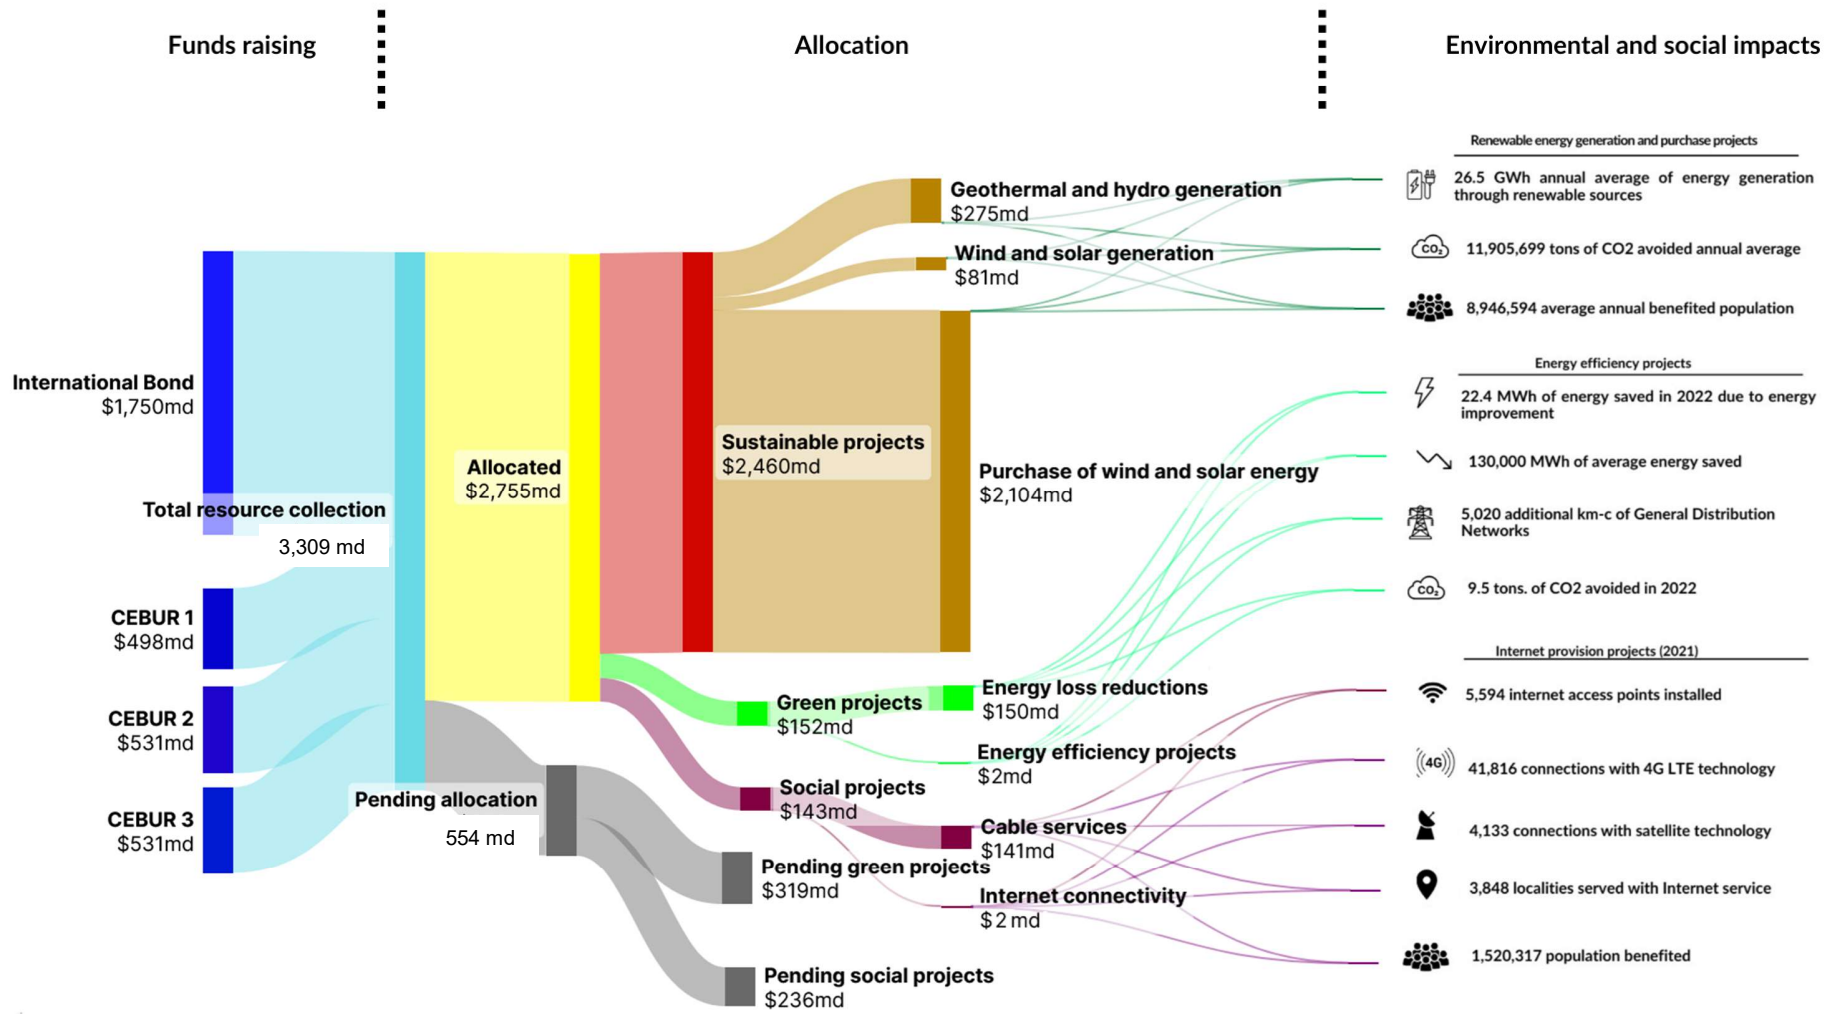 Funds raising
Allocation
Environmental and social impacts
International Bond
$1,750md
Total resource collection
3,309 md
CEBUR 1
$498md
CEBUR 2
$531md
CEBUR 3
$531md
Allocated
$2,755md
Pending allocation
554 md
Sustainable projects
$2,460md
Green projects
$152md
Social projects
$143md
Pending green projects
$319md
Pending social projects
$236md
Geothermal and hydro generation
$275md
Wind and solar generation
$81md
Purchase of wind and solar energy
$2,104md
Energy loss reductions
$150md
Energy efficiency projects
$2md
Cable services
$141md
Internet connectivity
$2 md
Renewable energy generation and purchase projects
26.5 GWh annual average of energy generation
through renewable sources
CO2
11,905,699 tons of CO2 avoided annual average
8,946,594 average annual benefited population
Energy efficiency projects
22.4 MWh of energy saved in 2022 due to energy
improvement
130,000 MWh of average energy saved
5,020 additional km-c of General Distribution
Networks
CO2
9.5 tons. of CO2 avoided in 2022
Internet provision projects (2021)
5,594 internet access points installed
4G
41,816 connections with 4G LTE technology
4,133 connections with satellite technology
3,848 localities served with Internet service
1,520,317 population benefited